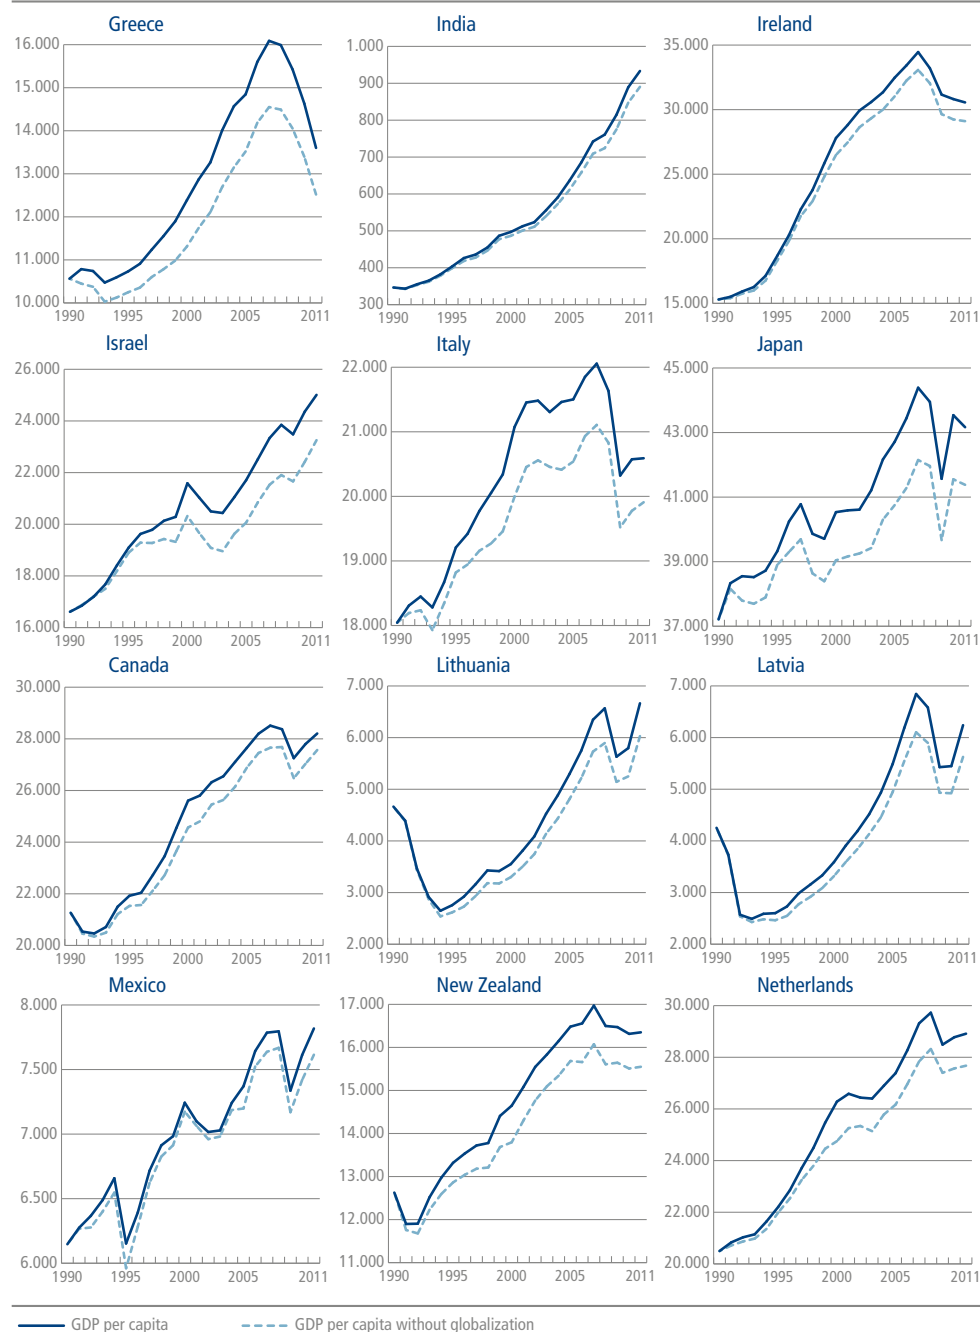 Greece
16.000
15.000
14.000
13.000
12.000
11.000
10.000
1990 2000 2005 2011
India
1.000
900
800
700
600
500
400
300
1990 1995 2000 2005 2011
Ireland
35.000
30.000
25.000
20.000
15.000
1990 1995 2000 2005 2011
Israel
26.000
24.000
22.000
20.000
18.000
16.000
1990 1995 2000 2005 2011
Italy
22.000
21.000
20.000
19.000
18.000
1990 1995 2000 2005 2011
Japan
45.000
43.000
41.000
39.000
37.000
1990 1995 2000 2005 2011
Canada
30.000
28.000
26.000
24.000
22.000
20.000
1990 1995 2000 2005 2011
Lithuania
7.000
6.000
5.000
4.000
3.000
2.000
1990 1995 2000 2005 2011
Latvia
7.000
6.000
5.000
4.000
3.000
2.000
1990 1995 2000 2005 2011
Mexico
8.000
7.500
7.000
6.500
6.000
1990 1995 2000 2005 2011
New Zealand
17.000
16.000
15.000
14.000
13.000
12.000
11.000
1990 1995 2000 2005 2011
Netherlands
30.000
28.000
26.000
24.000
22.000
20.000
1990 1995 2000 2005 2011
GDP per capita
GDP per capita without globalization